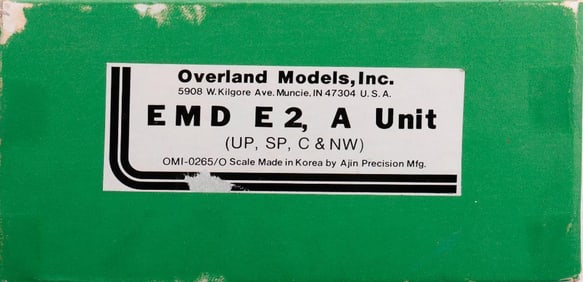 Overland Models, Inc.
5908 W. Kilgore Ave. Muncie, IN 47304 U.S.A.
EMD E2, A Unit
(UP, SP, C & NW)
OMI-0265/O Scale Made in Korea by Ajin Precision Mfg.